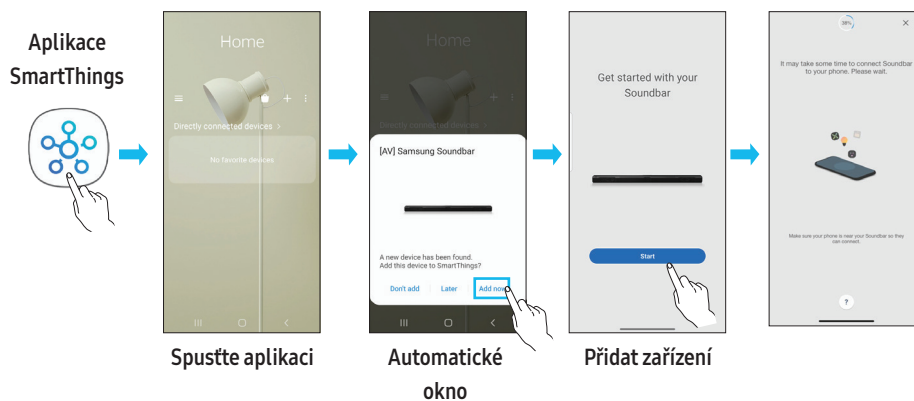 Aplikace
SmartThings
Home
Directly connected devices >
No favorite devices
Spusťte aplikaci
Home
Directly connected devices >
[AV] Samsung Soundbar
A new device has been found.
Add this device to SmartThings?
Don't add
Later
Add now
Automatické
okno
Get started with your
Soundbar
Start
Přidat zařízení
39%
It may take some time to connect Soundbar
to your phone. Please wait.
Make sure your phone is near your Soundbar so they
can connect.
?